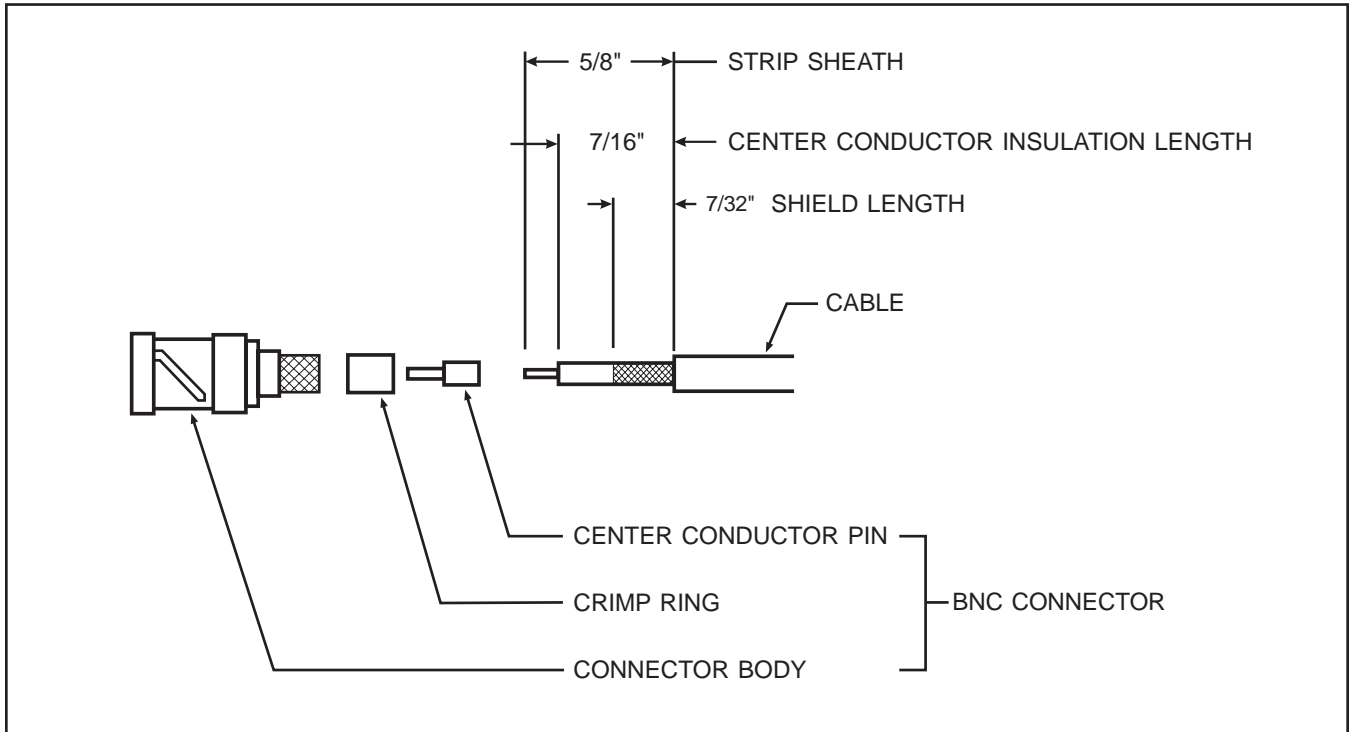 5/8" STRIP SHEATH
7/16" CENTER CONDUCTOR INSULATION LENGTH
7/32" SHIELD LENGTH
CABLE
CENTER CONDUCTOR PIN
CRIMP RING
BNC CONNECTOR
CONNECTOR BODY